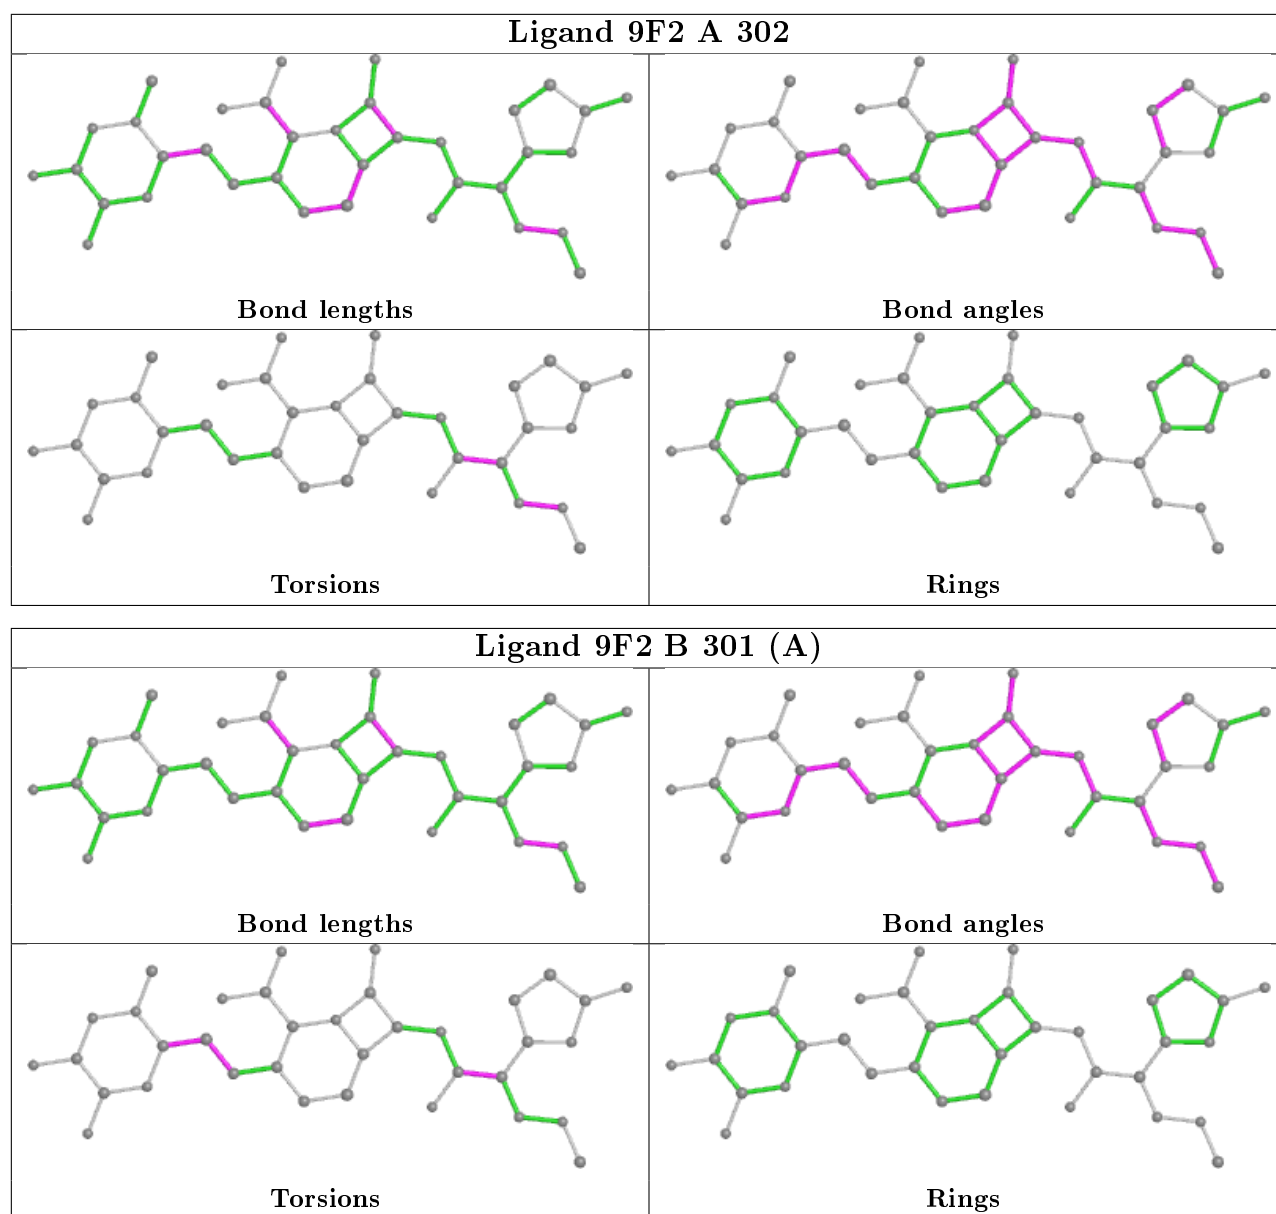 Ligand 9F2 A 302
Bond lengths
Bond angles
Torsions
Rings
Ligand 9F2 B 301 (A)
Bond lengths
Bond angles
Torsions
Rings